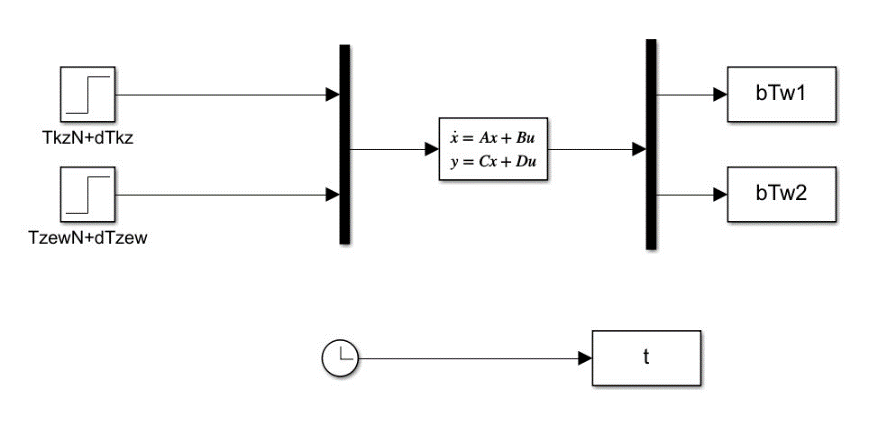 TkzN+dTkz
TzewN+dTzew
ẋ = Ax + Bu
y = Cx + Du
bTw1
bTw2
t